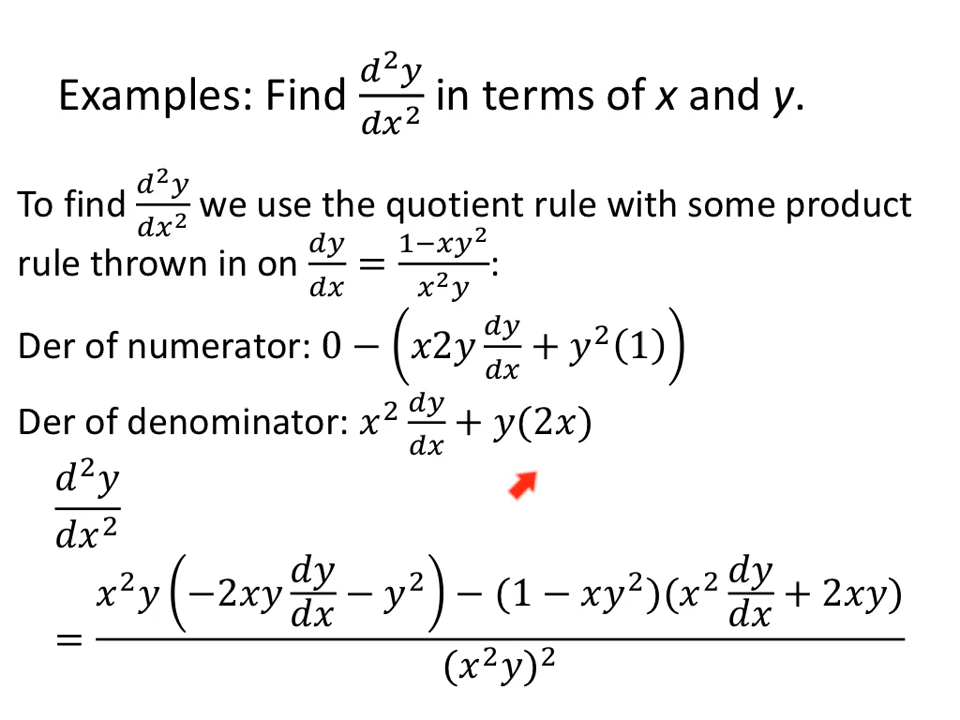 Examples: Find d²y/dx² in terms of x and y.
To find d²y/dx² we use the quotient rule with some product
rule thrown in on dy/dx = (1−xy²)/(x²y):
Der of numerator: 0 − (x2y dy/dx + y²(1))
Der of denominator: x² dy/dx + y(2x)
d²y/dx²
= (x²y(−2xy dy/dx − y²) − (1 − xy²)(x² dy/dx + 2xy))/(x²y)²